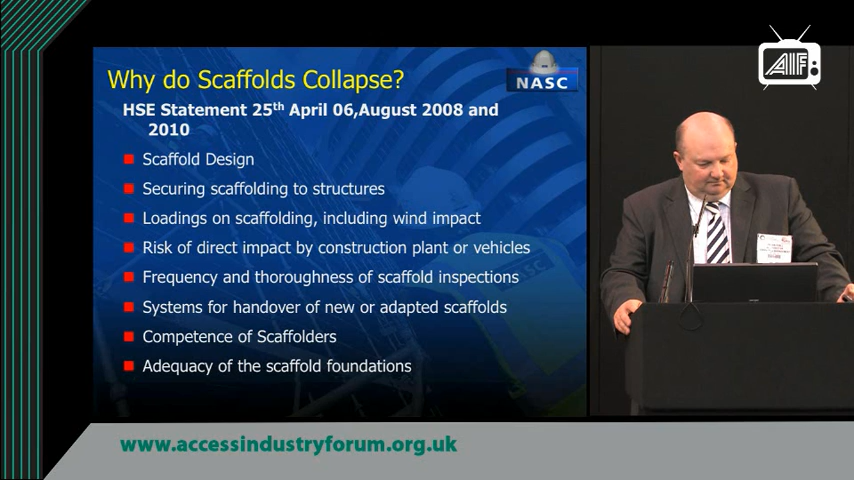 Why do Scaffolds Collapse?
NASC
HSE Statement 25th April 06,August 2008 and
2010
Scaffold Design
Securing scaffolding to structures
Loadings on scaffolding, including wind impact
Risk of direct impact by construction plant or vehicles
Frequency and thoroughness of scaffold inspections
Systems for handover of new or adapted scaffolds
Competence of Scaffolders
Adequacy of the scaffold foundations
AIF
www.accessindustryforum.org.uk